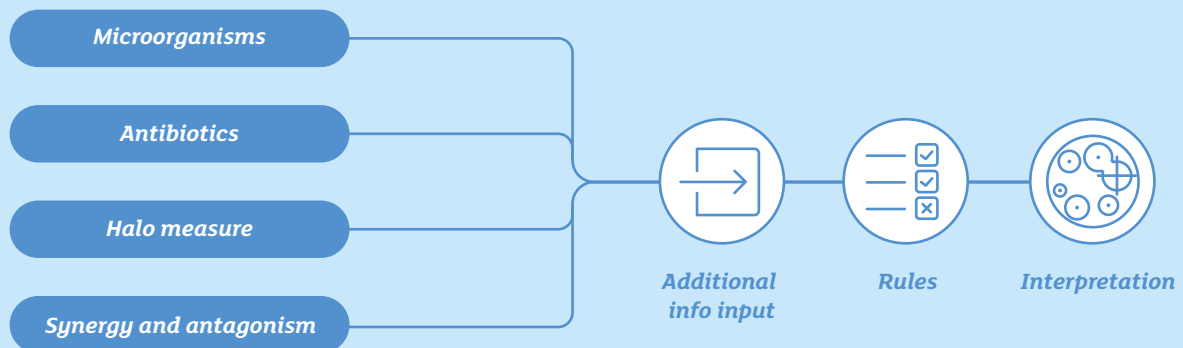 Microorganisms
Antibiotics
Halo measure
Synergy and antagonism
Additional
info input
Rules
Interpretation